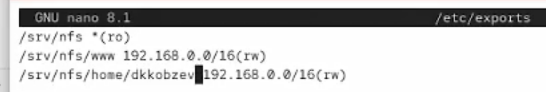 GNU nano 8.1 /etc/exports
/srv/nfs *(ro)
/srv/nfs/www 192.168.0.0/16(rw)
/srv/nfs/home/dkkobzev 192.168.0.0/16(rw)